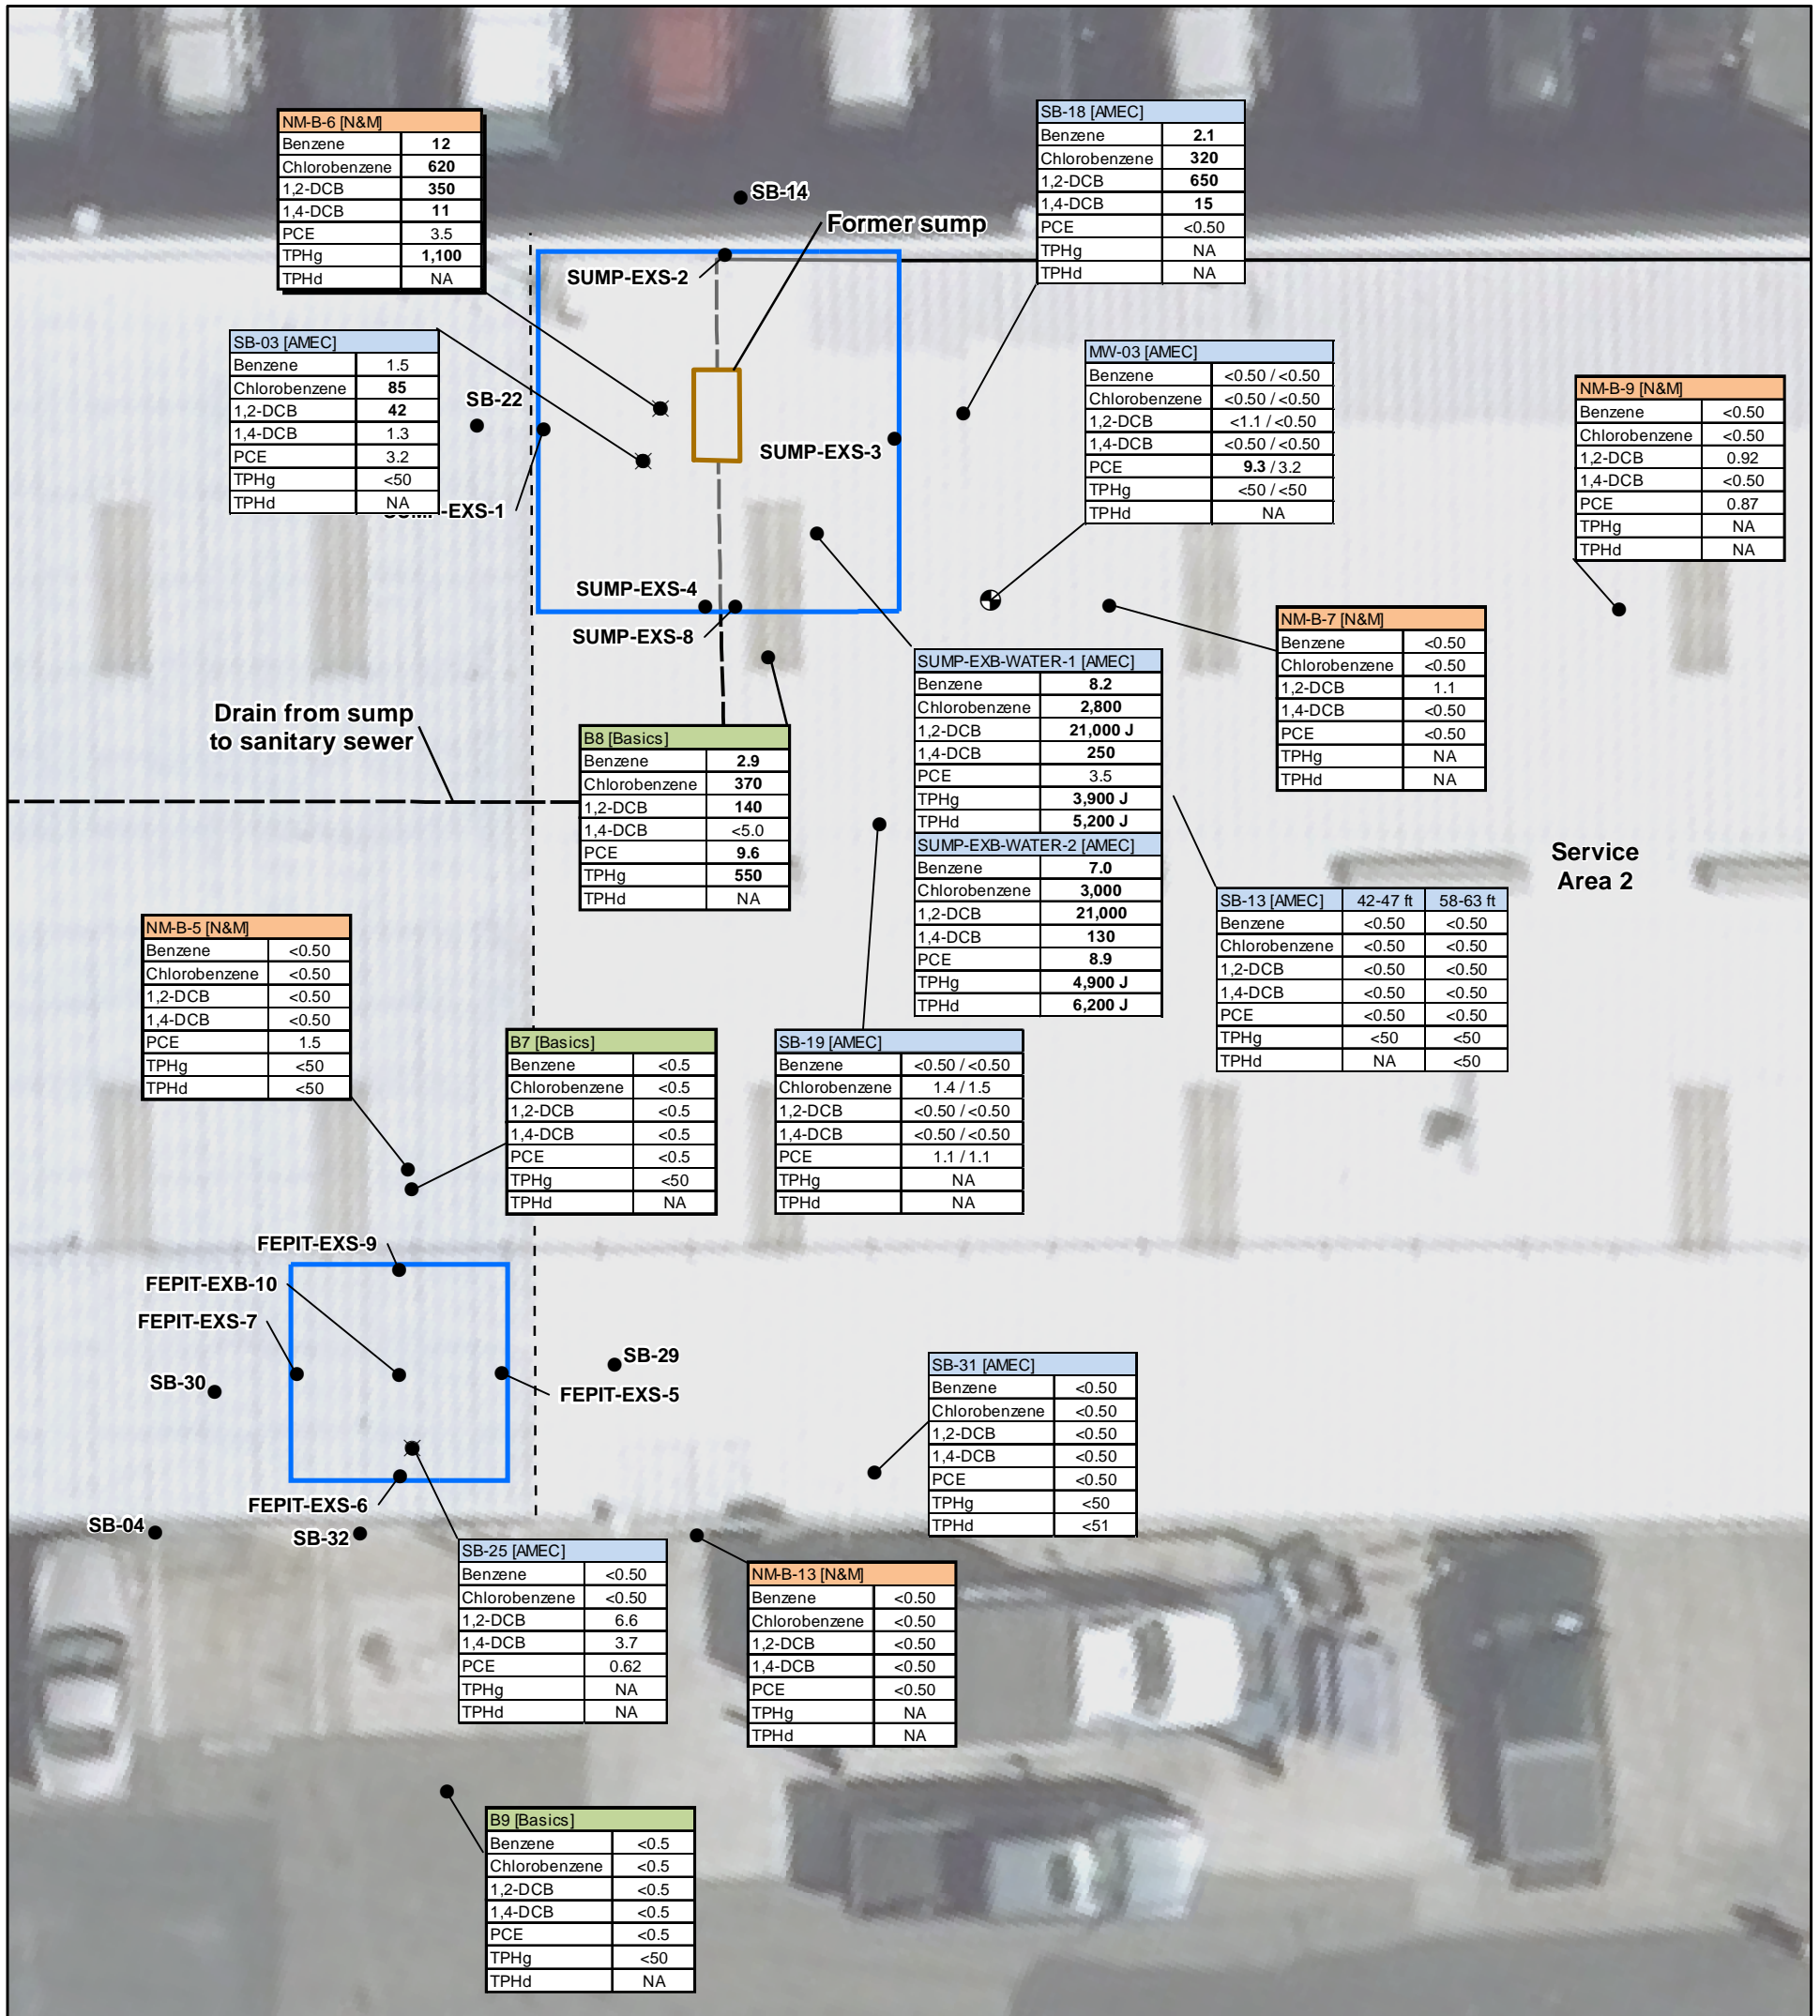 NM-B-6 [N&M]
Benzene 12
Chlorobenzene 620
1,2-DCB 350
1,4-DCB 11
PCE 3.5
TPHg 1,100
TPHd NA
SB-18 [AMEC]
Benzene 2.1
Chlorobenzene 320
1,2-DCB 650
1,4-DCB 15
PCE <0.50
TPHg NA
TPHd NA
SB-14
Former sump
SUMP-EXS-2
SB-03 [AMEC]
Benzene 1.5
Chlorobenzene 85
1,2-DCB 42
1,4-DCB 1.3
PCE 3.2
TPHg <50
TPHd NA
SB-22
SUMP-EXS-1
SUMP-EXS-3
MW-03 [AMEC]
Benzene <0.50 / <0.50
Chlorobenzene <0.50 / <0.50
1,2-DCB <1.1 / <0.50
1,4-DCB <0.50 / <0.50
PCE 9.3 / 3.2
TPHg <50 / <50
TPHd NA
NM-B-9 [N&M]
Benzene <0.50
Chlorobenzene <0.50
1,2-DCB 0.92
1,4-DCB <0.50
PCE 0.87
TPHg NA
TPHd NA
SUMP-EXS-4
SUMP-EXS-8
NM-B-7 [N&M]
Benzene <0.50
Chlorobenzene <0.50
1,2-DCB 1.1
1,4-DCB <0.50
PCE <0.50
TPHg NA
TPHd NA
SUMP-EXB-WATER-1 [AMEC]
Benzene 8.2
Chlorobenzene 2,800
1,2-DCB 21,000 J
1,4-DCB 250
PCE 3.5
TPHg 3,900 J
TPHd 5,200 J
SUMP-EXB-WATER-2 [AMEC]
Benzene 7.0
Chlorobenzene 3,000
1,2-DCB 21,000
1,4-DCB 130
PCE 8.9
TPHg 4,900 J
TPHd 6,200 J
Drain from sump
to sanitary sewer
B8 [Basics]
Benzene 2.9
Chlorobenzene 370
1,2-DCB 140
1,4-DCB <5.0
PCE 9.6
TPHg 550
TPHd NA
Service
Area 2
SB-13 [AMEC] 42-47 ft 58-63 ft
Benzene <0.50 <0.50
Chlorobenzene <0.50 <0.50
1,2-DCB <0.50 <0.50
1,4-DCB <0.50 <0.50
PCE <0.50 <0.50
TPHg <50 <50
TPHd NA <50
NM-B-5 [N&M]
Benzene <0.50
Chlorobenzene <0.50
1,2-DCB <0.50
1,4-DCB <0.50
PCE 1.5
TPHg <50
TPHd <50
B7 [Basics]
Benzene <0.5
Chlorobenzene <0.5
1,2-DCB <0.5
1,4-DCB <0.5
PCE <0.5
TPHg <50
TPHd NA
SB-19 [AMEC]
Benzene <0.50 / <0.50
Chlorobenzene 1.4 / 1.5
1,2-DCB <0.50 / <0.50
1,4-DCB <0.50 / <0.50
PCE 1.1 / 1.1
TPHg NA
TPHd NA
FEPIT-EXS-9
FEPIT-EXB-10
FEPIT-EXS-7
SB-30
SB-29
FEPIT-EXS-5
SB-31 [AMEC]
Benzene <0.50
Chlorobenzene <0.50
1,2-DCB <0.50
1,4-DCB <0.50
PCE <0.50
TPHg <50
TPHd <51
FEPIT-EXS-6
SB-04
SB-32
SB-25 [AMEC]
Benzene <0.50
Chlorobenzene <0.50
1,2-DCB 6.6
1,4-DCB 3.7
PCE 0.62
TPHg NA
TPHd NA
NM-B-13 [N&M]
Benzene <0.50
Chlorobenzene <0.50
1,2-DCB <0.50
1,4-DCB <0.50
PCE <0.50
TPHg NA
TPHd NA
B9 [Basics]
Benzene <0.5
Chlorobenzene <0.5
1,2-DCB <0.5
1,4-DCB <0.5
PCE <0.5
TPHg <50
TPHd NA